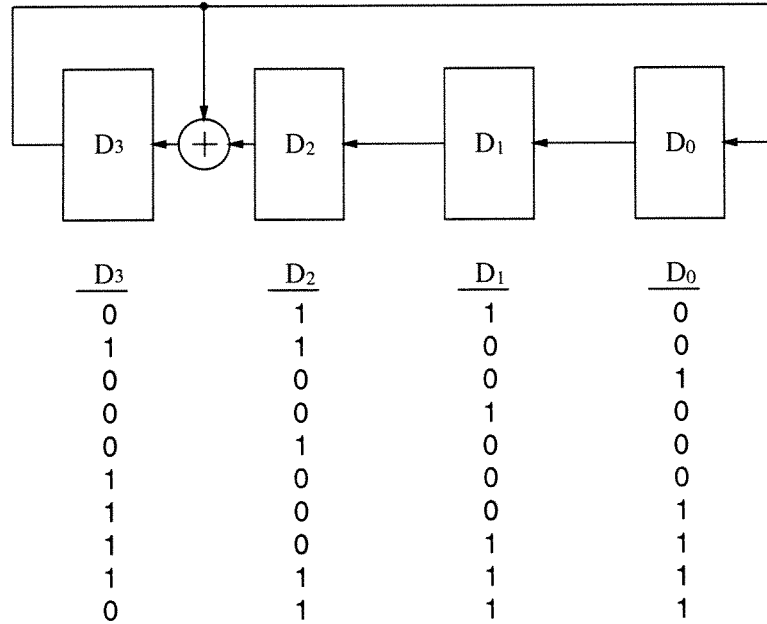 D3 + D2 D1 D0
D3 D2 D1 D0
0 1 1 0
1 1 0 0
0 0 0 1
0 0 1 0
0 1 0 0
1 0 0 0
1 0 0 1
1 0 1 1
1 1 1 1
0 1 1 1